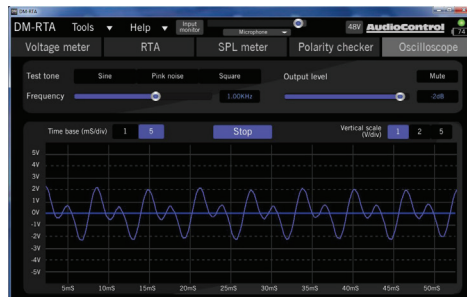 DM-RTA
DM-RTA Tools Help Input monitor Microphone 48V AudioControl 74
Voltage meter RTA SPL meter Polarity checker Oscilloscope
Test tone Sine Pink noise Square Output level Mute
Frequency 1.00KHz -2dB
Time base (mS/div) 1 5 Stop Vertical scale (V/div) 1 2 5
5V
4V
3V
2V
1V
0V
-1V
-2V
-3V
-4V
-5V
5mS 10mS 15mS 20mS 25mS 30mS 35mS 40mS 45mS 50mS